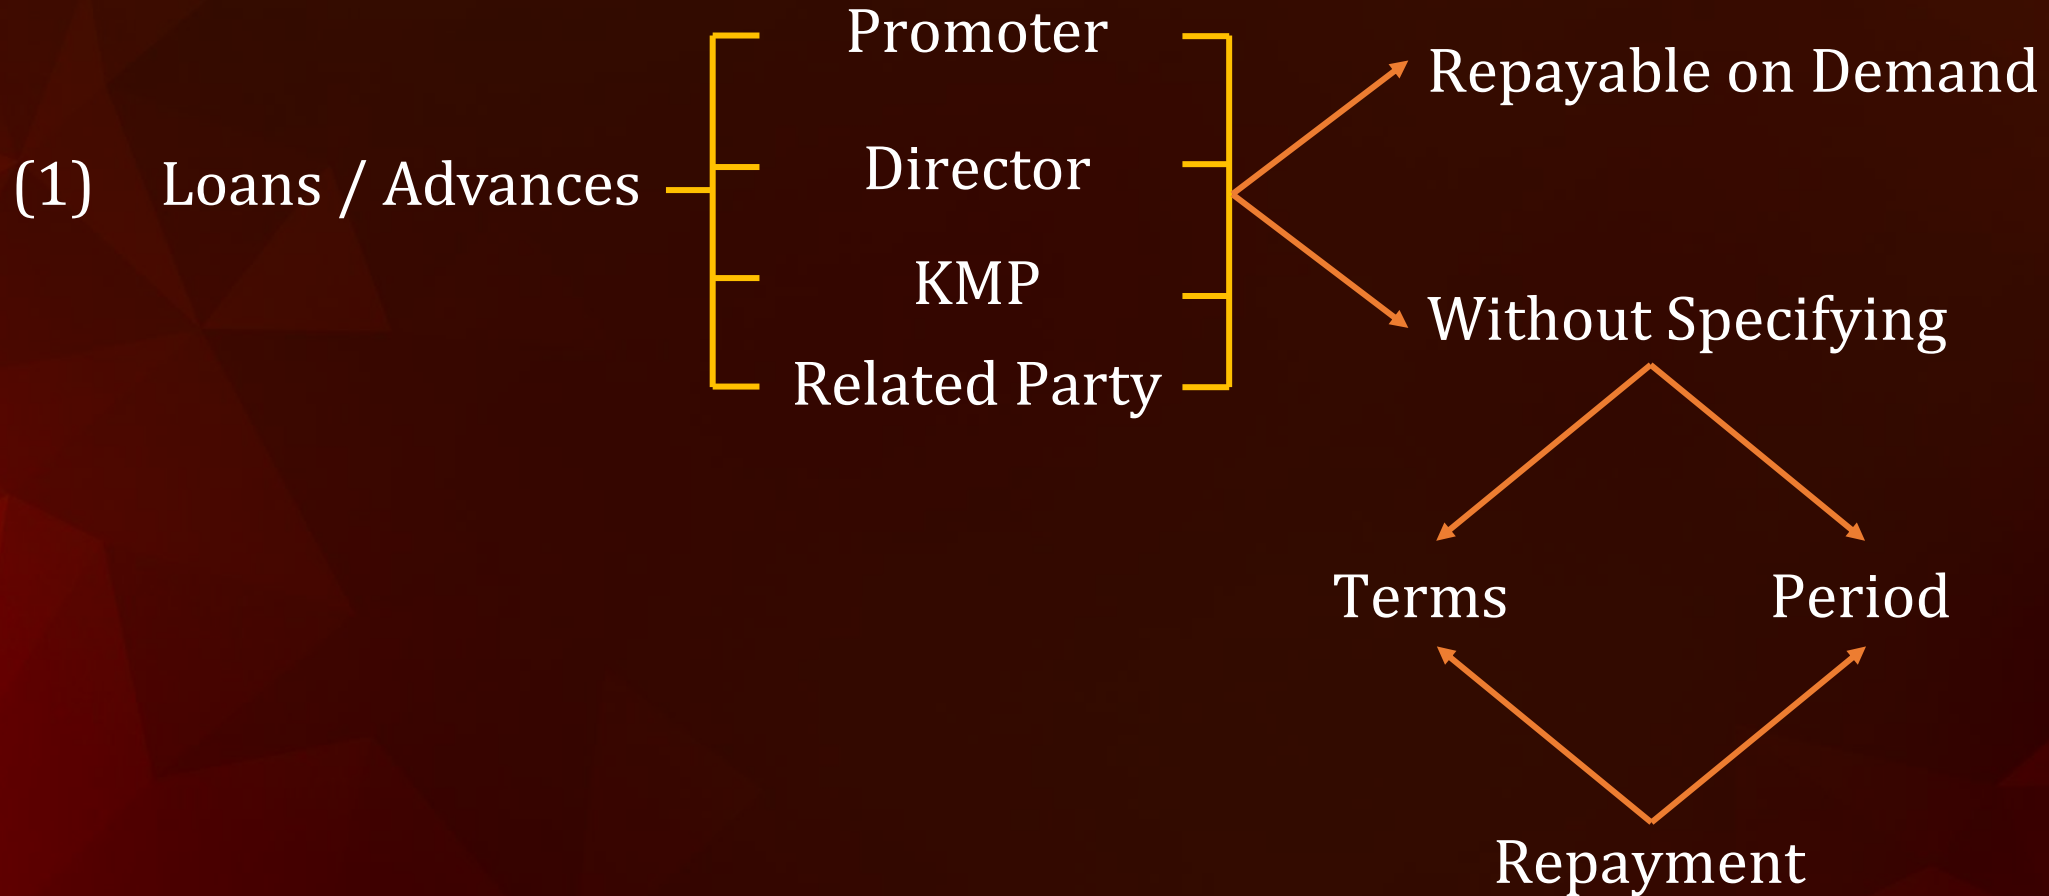 (1) Loans / Advances
Promoter
Director
KMP
Related Party
Repayable on Demand
Without Specifying
Terms
Period
Repayment